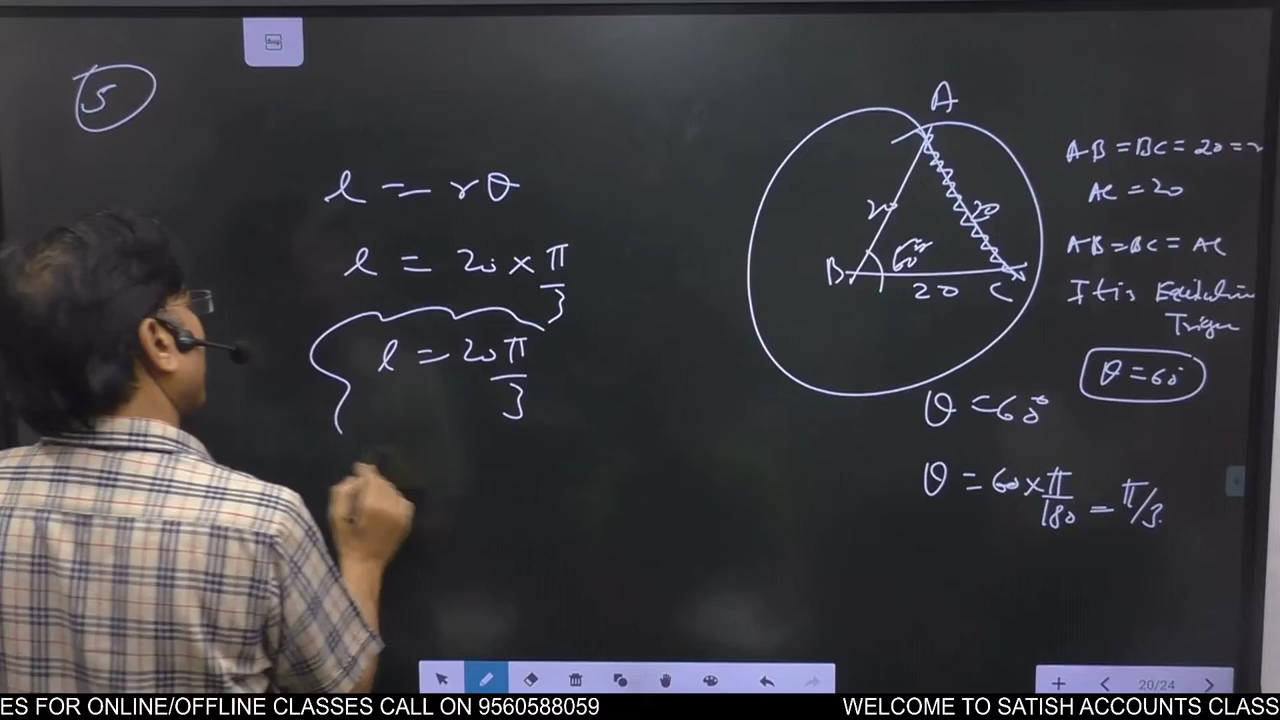 5
l = rθ
l = 20 × π/3
l = 20π/3
A
20
20
B
60°
20
C
AB = BC = 20 = r
AC = 20
AB = BC = AC
It is Equilateral
θ = 60°
θ = 60°
θ = 60 × π/180 = π/3
20/24
ES FOR ONLINE/OFFLINE CLASSES CALL ON 9560588059
WELCOME TO SATISH ACCOUNTS CLASS